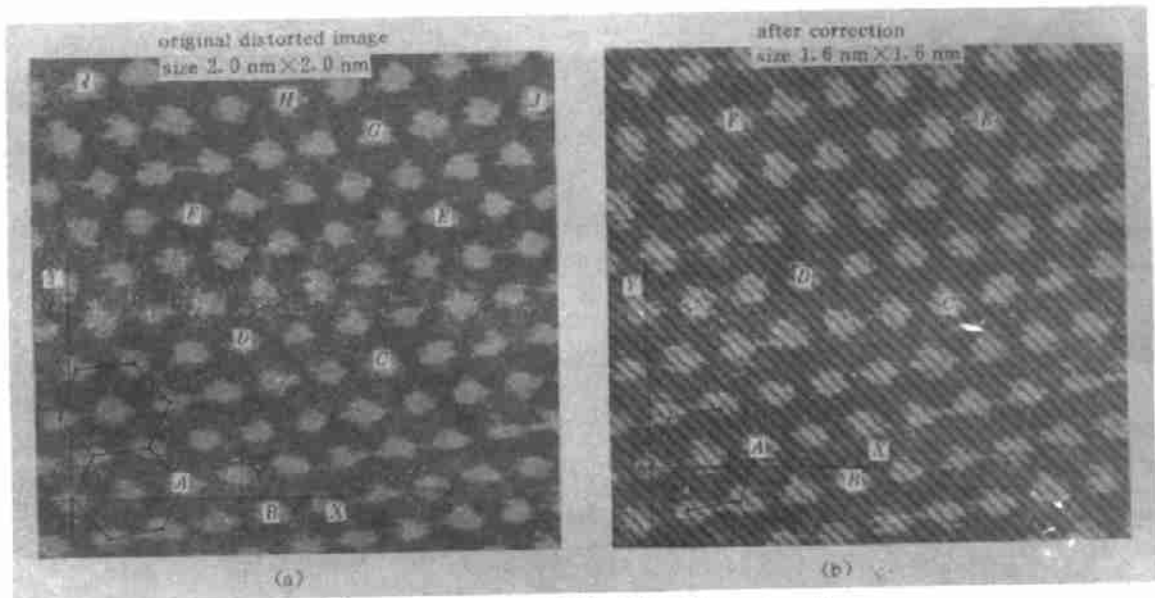 original distorted image
size 2.0 nm×2.0 nm
H
J
G
F
E
D
C
A
B
X
(a)
after correction
size 1.6 nm×1.6 nm
F
E
D
Y
C
A
X
B
(b)